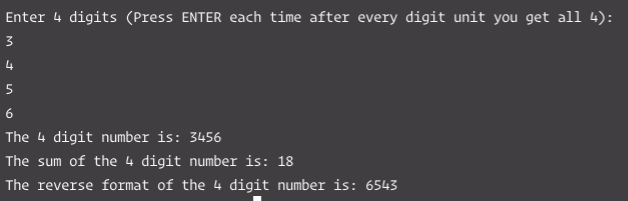 Enter 4 digits (Press ENTER each time after every digit unit you get all 4):
3
4
5
6
The 4 digit number is: 3456
The sum of the 4 digit number is: 18
The reverse format of the 4 digit number is: 6543